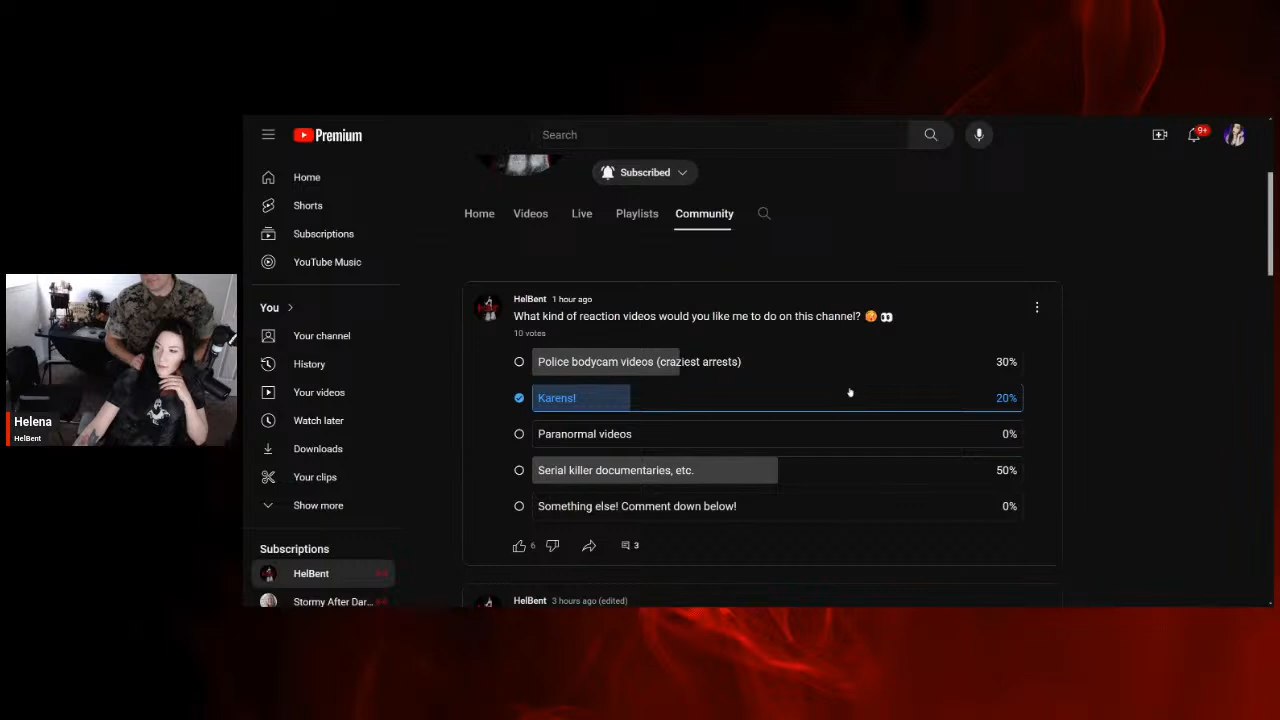 Premium
Search
9+
Subscribed
Home
Videos
Live
Playlists
Community
Home
Shorts
Subscriptions
YouTube Music
You
Your channel
History
Your videos
Watch later
Downloads
Your clips
Show more
Subscriptions
HelBent
Stormy After Dar...
HelBent 1 hour ago
What kind of reaction videos would you like me to do on this channel?
10 votes
Police bodycam videos (craziest arrests) 30%
Karens! 20%
Paranormal videos 0%
Serial killer documentaries, etc. 50%
Something else! Comment down below! 0%
6
3
HelBent 3 hours ago (edited)
Helena
HelBent